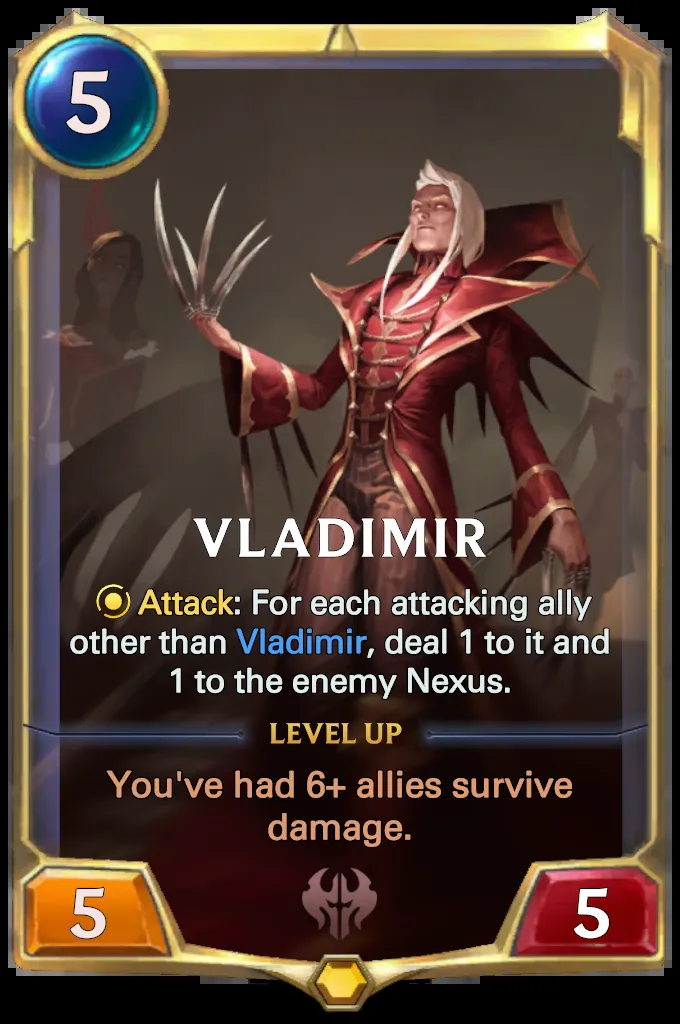 5
VLADIMIR
Attack: For each attacking ally
other than Vladimir, deal 1 to it and
1 to the enemy Nexus.
LEVEL UP
You've had 6+ allies survive
damage.
5
5